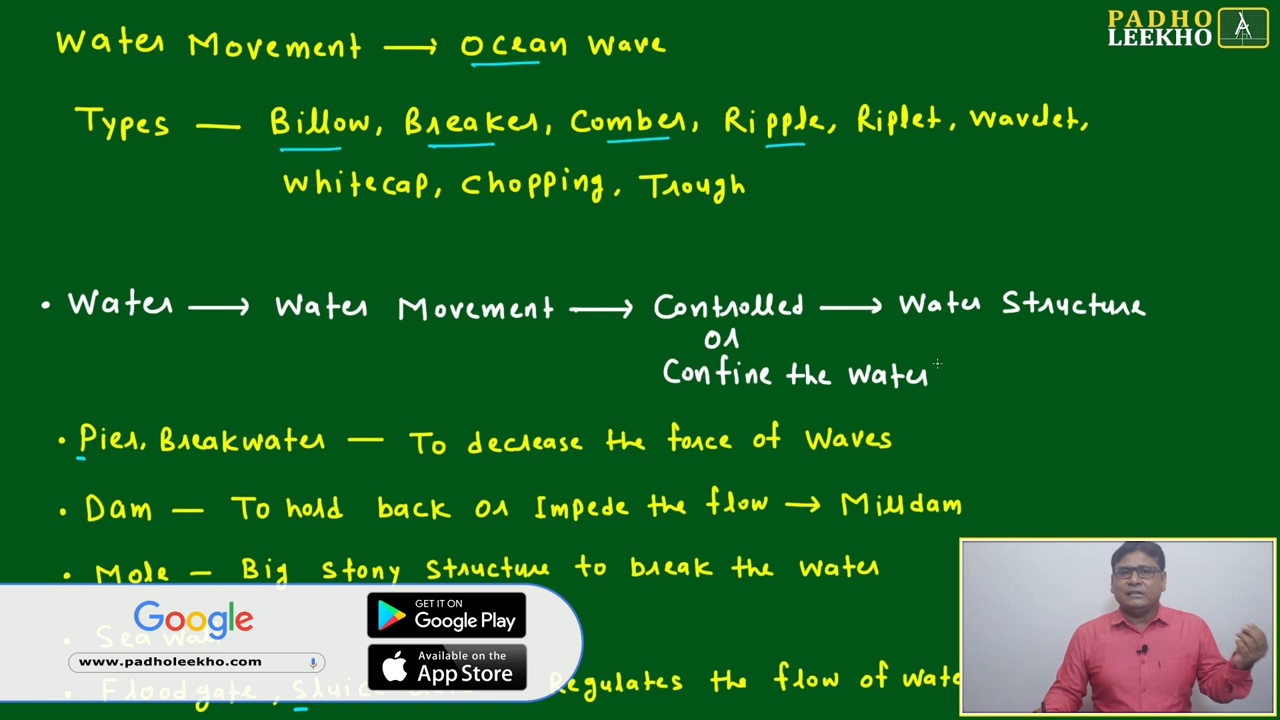 PADHO
LEEKHO
Water Movement → Ocean Wave
Types — Billow, Breaker, Comber, Ripple, Riplet, Wavelet,
Whitecap, Chopping, Trough
• Water → Water Movement → Controlled → Water Structure
or
Confine the Water
• Pier, Breakwater — To decrease the force of Waves
• Dam — To hold back or Impede the flow → Milldam
• Mole — Big Stony Structure to break the Water
• Sea
• Floodgate, Sluice Regulates the flow of
Google
www.padholeekho.com
GET IT ON
Google Play
Available on the
App Store